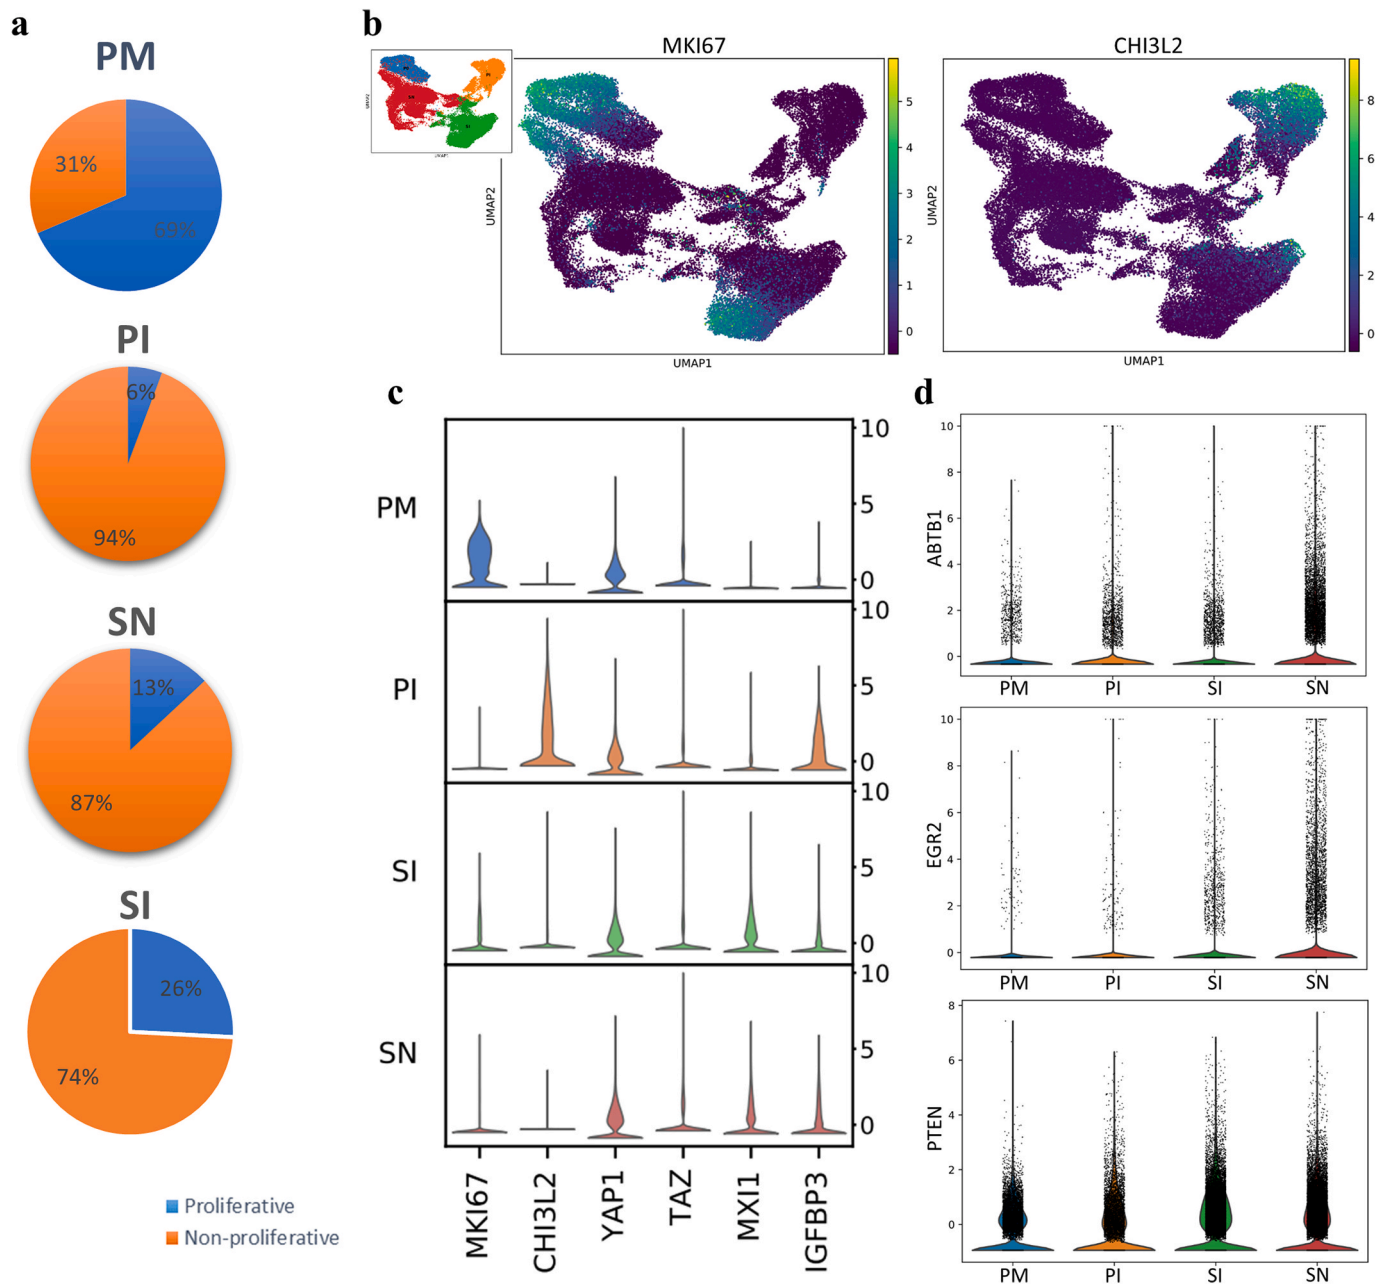 a
PM
31%
69%
PI
6%
94%
SN
13%
87%
SI
26%
74%
Proliferative
Non-proliferative
b
MKI67
UMAP2
UMAP1
5
4
3
2
1
0
UMAP2
UMAP1
CHI3L2
8
6
4
2
0
UMAP2
UMAP1
c
PM
10
5
0
PI
10
5
0
SI
10
5
0
SN
10
5
0
MKI67
CHI3L2
YAP1
TAZ
MXI1
IGFBP3
d
ABTB1
10
8
6
4
2
0
PM PI SI SN
EGR2
10
8
6
4
2
0
PM PI SI SN
PTEN
8
6
4
2
0
PM PI SI SN